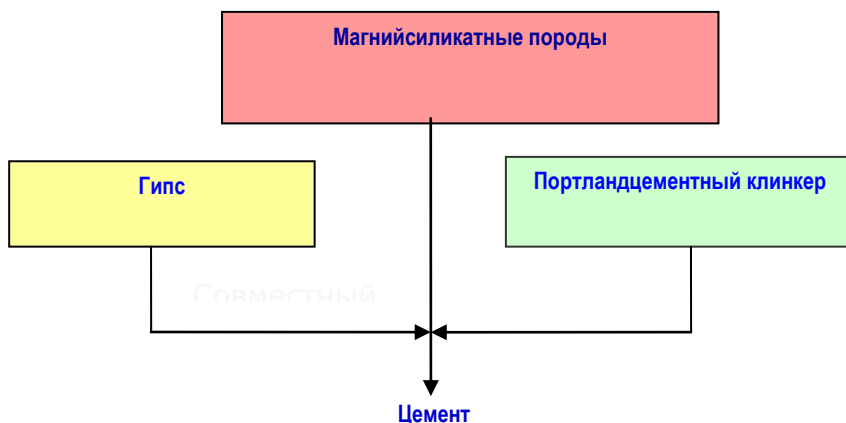 Магнийсиликатные породы
Гипс
Портландцементный клинкер
Совместный
Цемент